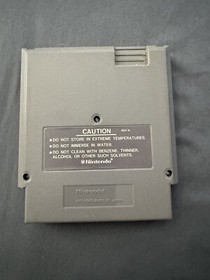 CAUTION
●DO NOT STORE IN EXTREME TEMPERATURES.
●DO NOT IMMERSE IN WATER.
●DO NOT CLEAN WITH BENZENE, THINNER,
ALCOHOL OR OTHER SUCH SOLVENTS.
Nintendo
Nintendo